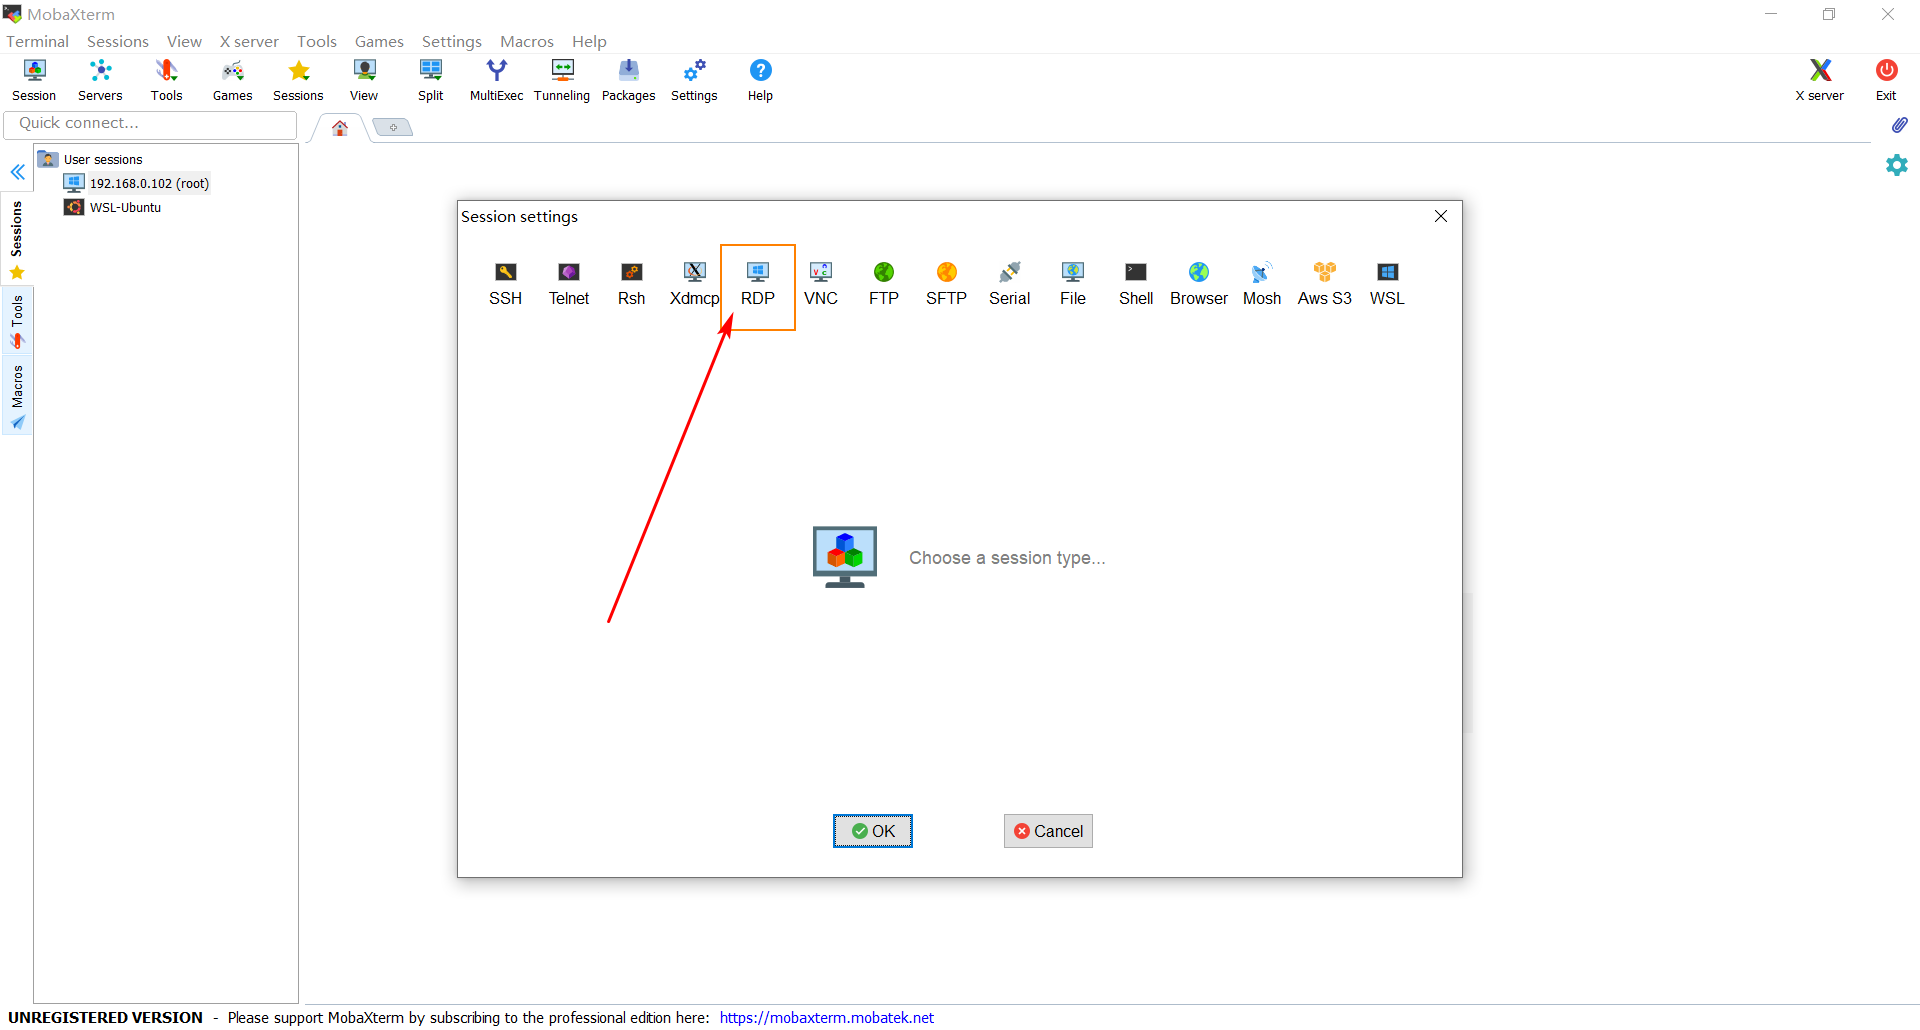 MobaXterm
Terminal Sessions View X server Tools Games Settings Macros Help
Session Servers Tools Games Sessions View Split MultiExec Tunneling Packages Settings Help X server Exit
Quick connect...
User sessions
192.168.0.102 (root)
WSL-Ubuntu
Sessions
Tools
Macros
Session settings
SSH Telnet Rsh Xdmcp RDP VNC FTP SFTP Serial File Shell Browser Mosh Aws S3 WSL
Choose a session type...
OK Cancel
UNREGISTERED VERSION - Please support MobaXterm by subscribing to the professional edition here: https://mobaxterm.mobatek.net